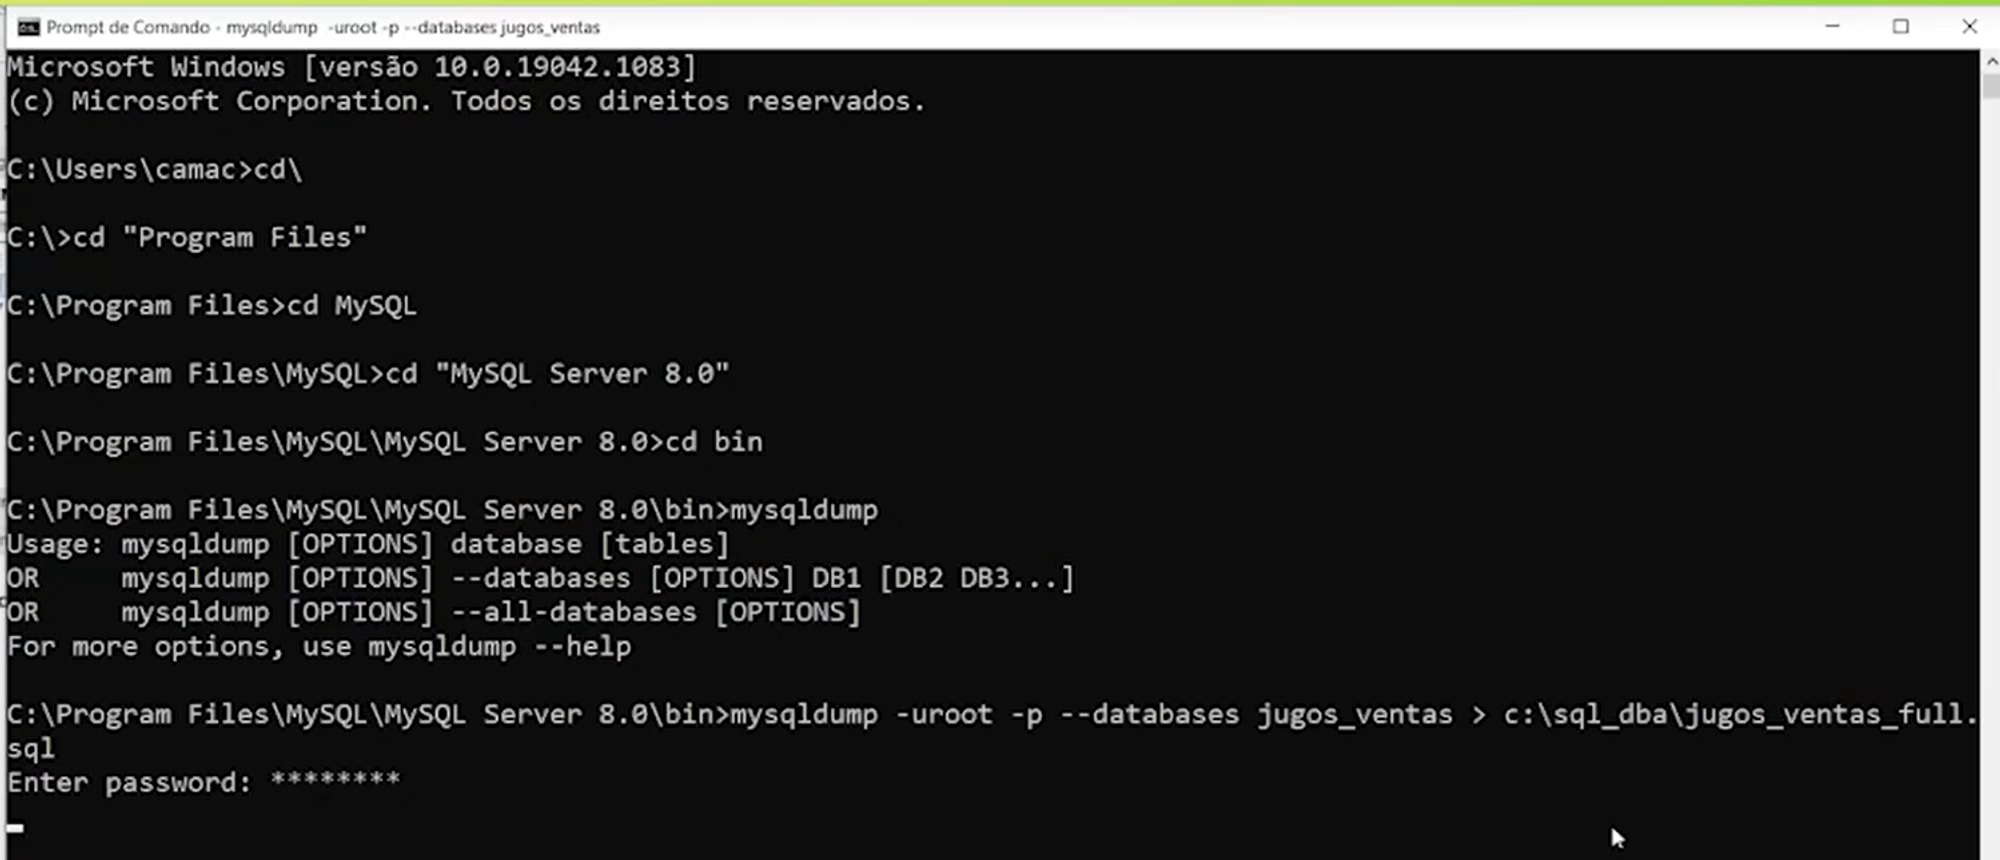 Prompt de Comando - mysqldump -uroot -p --databases jugos_ventas
Microsoft Windows [versão 10.0.19042.1083]
(c) Microsoft Corporation. Todos os direitos reservados.
C:\Users\camac>cd\
C:\>cd "Program Files"
C:\Program Files>cd MySQL
C:\Program Files\MySQL>cd "MySQL Server 8.0"
C:\Program Files\MySQL\MySQL Server 8.0>cd bin
C:\Program Files\MySQL\MySQL Server 8.0\bin>mysqldump
Usage: mysqldump [OPTIONS] database [tables]
OR     mysqldump [OPTIONS] --databases [OPTIONS] DB1 [DB2 DB3...]
OR     mysqldump [OPTIONS] --all-databases [OPTIONS]
For more options, use mysqldump --help
C:\Program Files\MySQL\MySQL Server 8.0\bin>mysqldump -uroot -p --databases jugos_ventas > c:\sql_dba\jugos_ventas_full.
sql
Enter password: ********